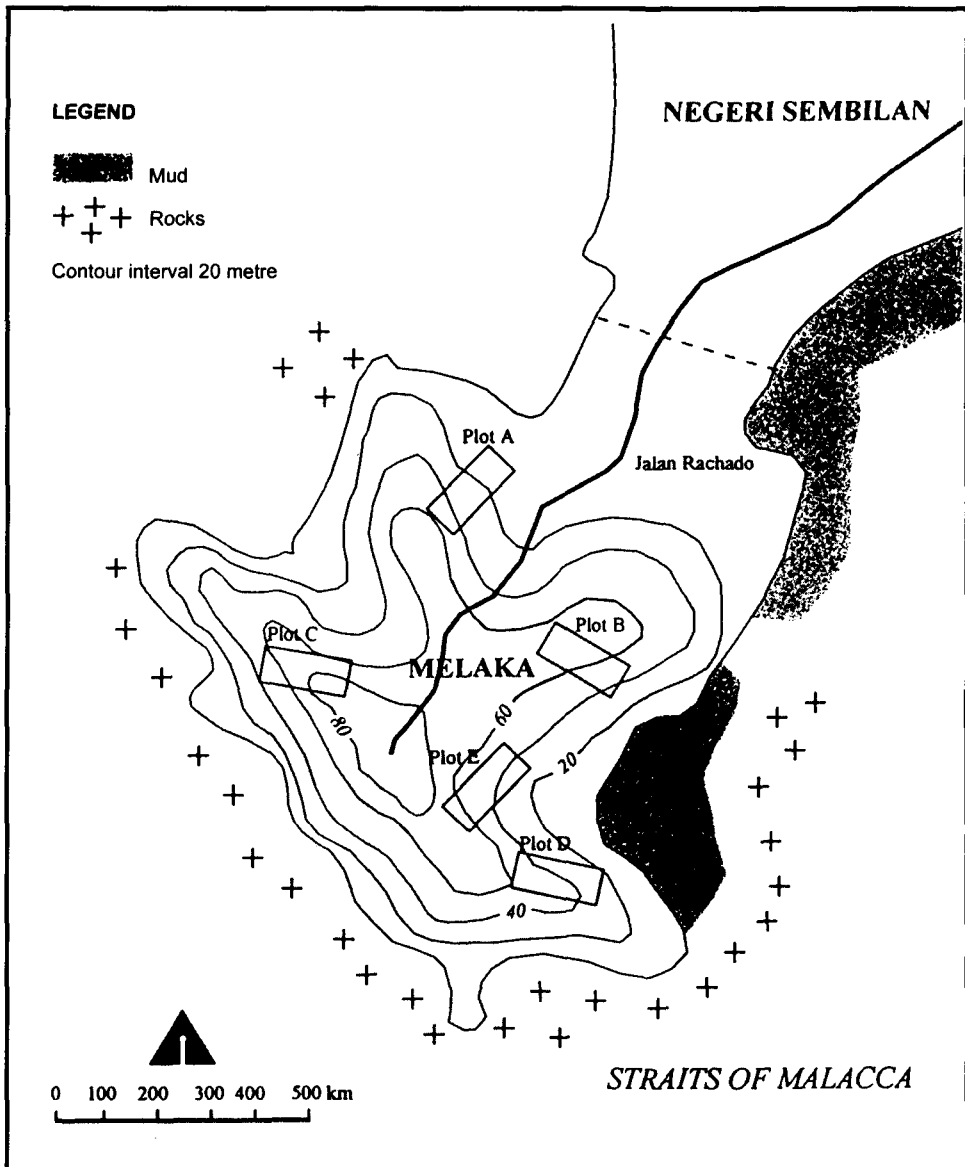 NEGERI SEMBILAN
LEGEND
Mud
Rocks
Contour interval 20 metre
Plot A
Jalan Rachado
Plot B
Plot C
MELAKA
60
80
Plot E
20
Plot D
40
0 100 200 300 400 500 km
STRAITS OF MALACCA